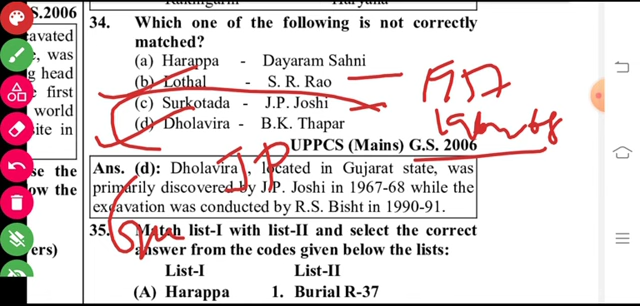 S.2006
avated
, was
g head
first
world
ite in
se the
ow the
ers)
34. Which one of the following is not correctly
matched?
(a) Harappa - Dayaram Sahni
(b) Lothal - S. R. Rao
(c) Surkotada - J.P. Joshi
(d) Dholavira - B.K. Thapar
1957
JP
UPPCS (Mains) G.S. 2006
Ans. (d): Dholavira, located in Gujarat state, was
primarily discovered by J.P. Joshi in 1967-68 while the
excavation was conducted by R.S. Bisht in 1990-91.
35. Match list-I with list-II and select the correct
answer from the codes given below the lists:
List-I List-II
(A) Harappa 1. Burial R-37